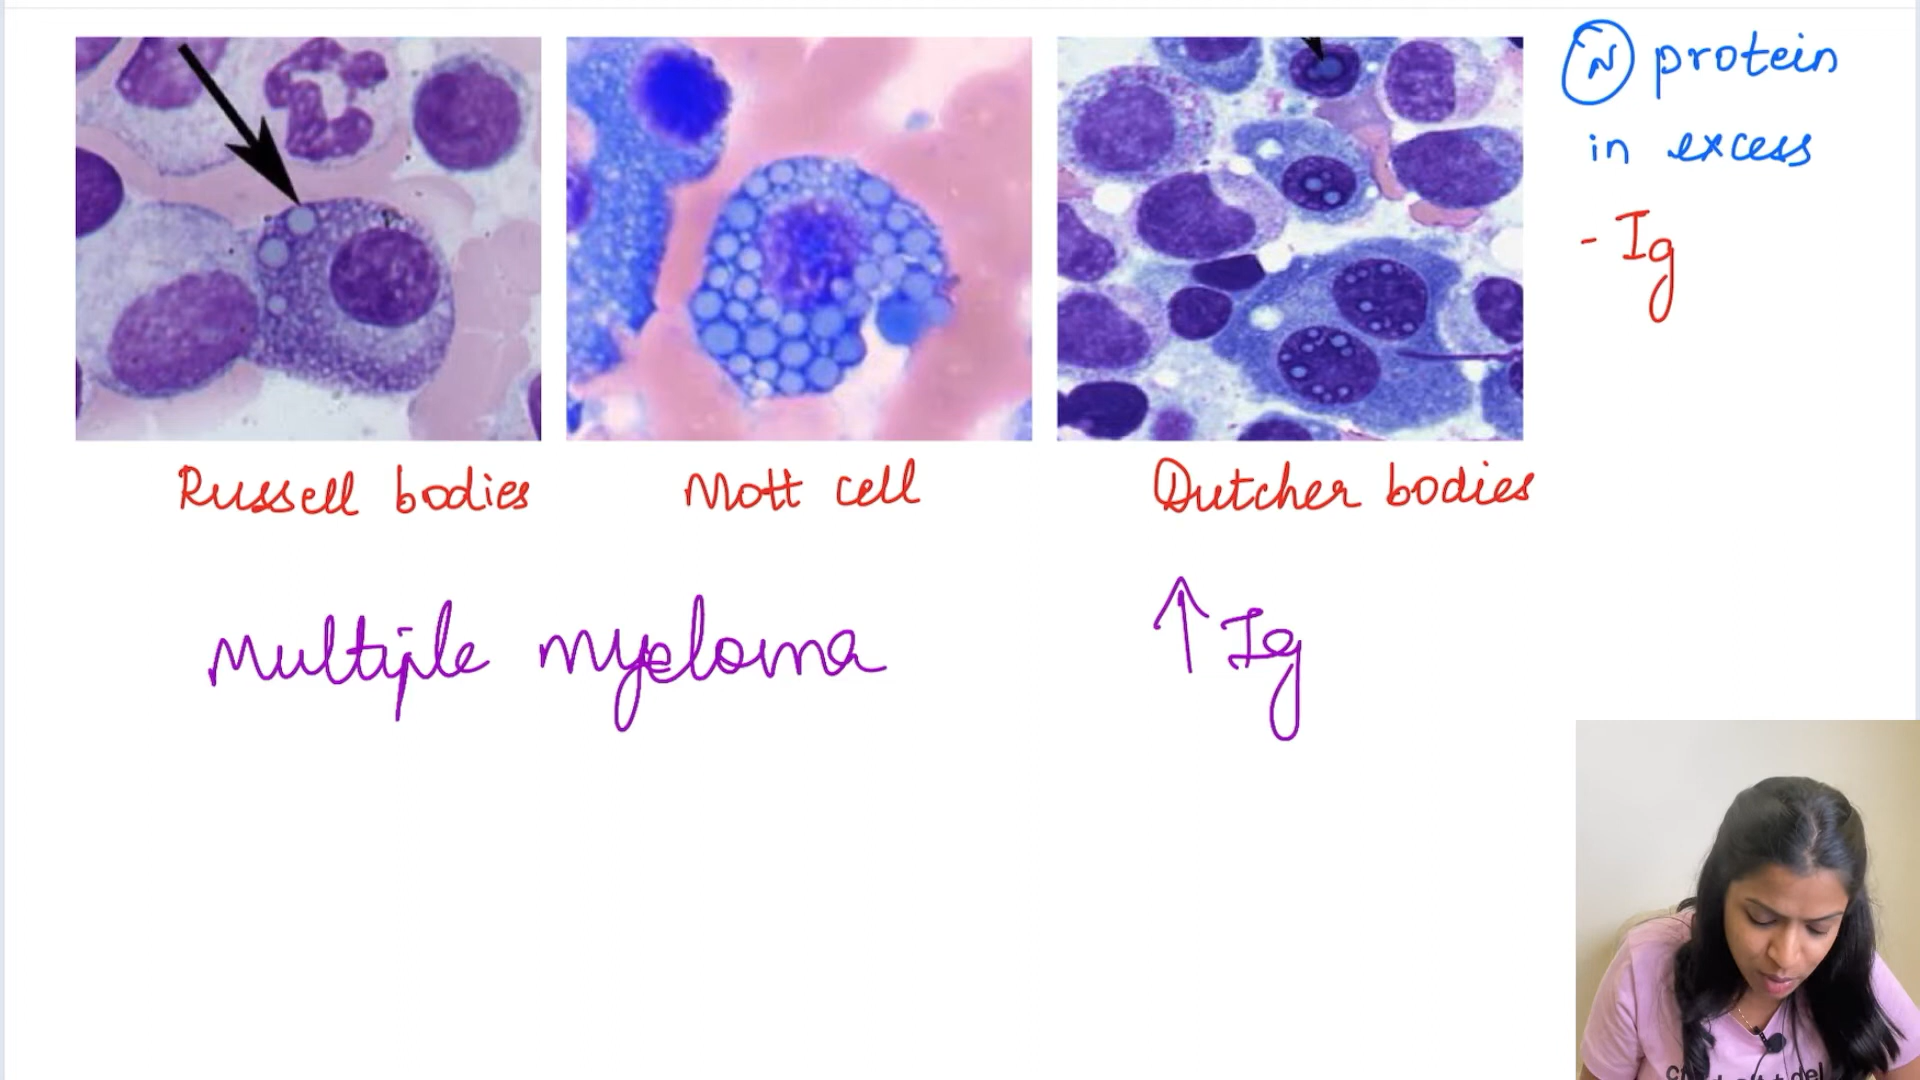 N protein
in excess
- Ig
Russell bodies
Mott cell
Dutcher bodies
Multiple myeloma
↑ Ig